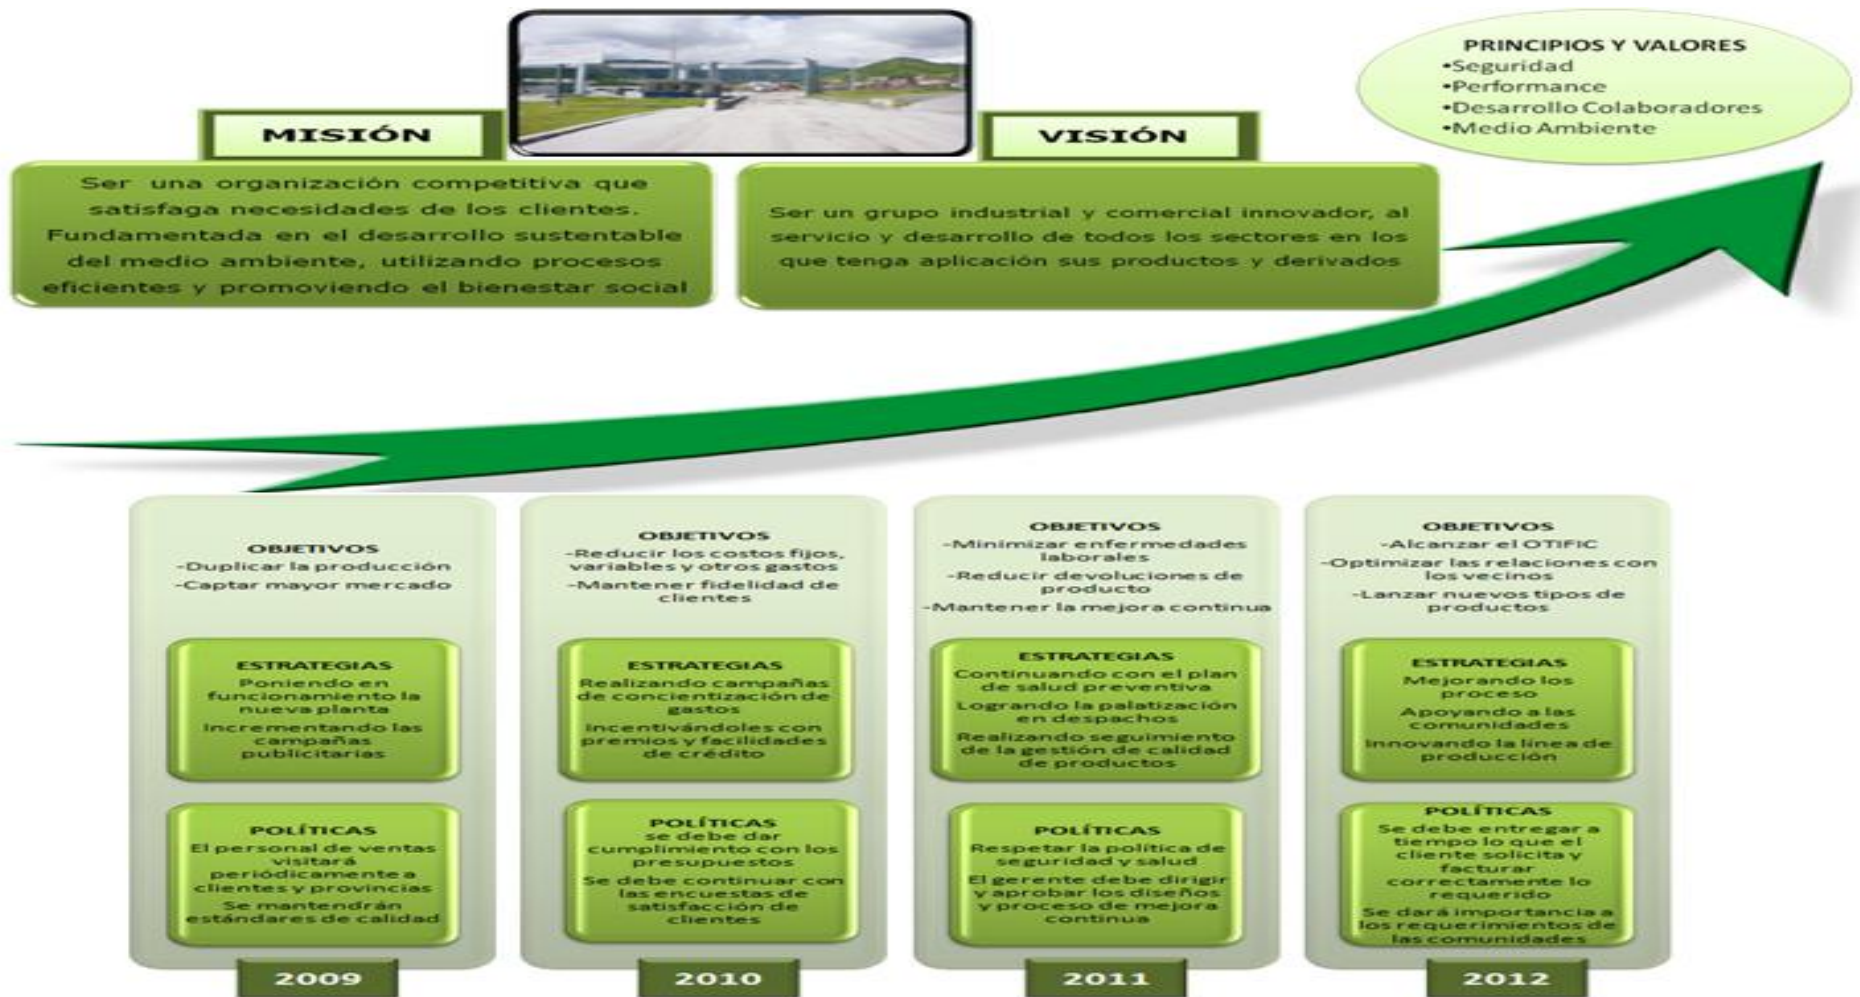 PRINCIPIOS Y VALORES
•Seguridad
•Performance
•Desarrollo Colaboradores
•Medio Ambiente
MISIÓN
Ser una organización competitiva que
satisfaga necesidades de los clientes.
Fundamentada en el desarrollo sustentable
del medio ambiente, utilizando procesos
eficientes y promoviendo el bienestar social
VISIÓN
Ser un grupo industrial y comercial innovador, al
servicio y desarrollo de todos los sectores en los
que tenga aplicación sus productos y derivados
OBJETIVOS
-Duplicar la producción
-Captar mayor mercado
ESTRATEGIAS
Poniendo en
funcionamiento la
nueva planta
Incrementando las
campañas
publicitarias
POLÍTICAS
El personal de ventas
visitará
periódicamente a
clientes y provincias
Se mantendrán
estándares de calidad
2009
OBJETIVOS
-Reducir los costos fijos,
variables y otros gastos
-Mantener fidelidad de
clientes
ESTRATEGIAS
Realizando campañas
de concientización de
gastos
Incentivándoles con
premios y facilidades
de crédito
POLÍTICAS
se debe dar
cumplimiento con los
presupuestos
Se debe continuar con
las encuestas de
satisfacción de
clientes
2010
OBJETIVOS
-Minimizar enfermedades
laborales
-Reducir devoluciones de
producto
-Mantener la mejora continua
ESTRATEGIAS
Continuando con el plan
de salud preventiva
Logrando la palatización
en despachos
Realizando seguimiento
de la gestión de calidad
de productos
POLÍTICAS
Respetar la política de
seguridad y salud
El gerente debe dirigir
y aprobar los diseños
y proceso de mejora
continua
2011
OBJETIVOS
-Alcanzar el OTIFIC
-Optimizar las relaciones con
los vecinos
-Lanzar nuevos tipos de
productos
ESTRATEGIAS
Mejorando los
proceso
Apoyando a las
comunidades
Innovando la línea de
producción
POLÍTICAS
Se debe entregar a
tiempo lo que el
cliente solicita y
facturar
correctamente lo
requerido
Se dará importancia a
los requerimientos de
las comunidades
2012